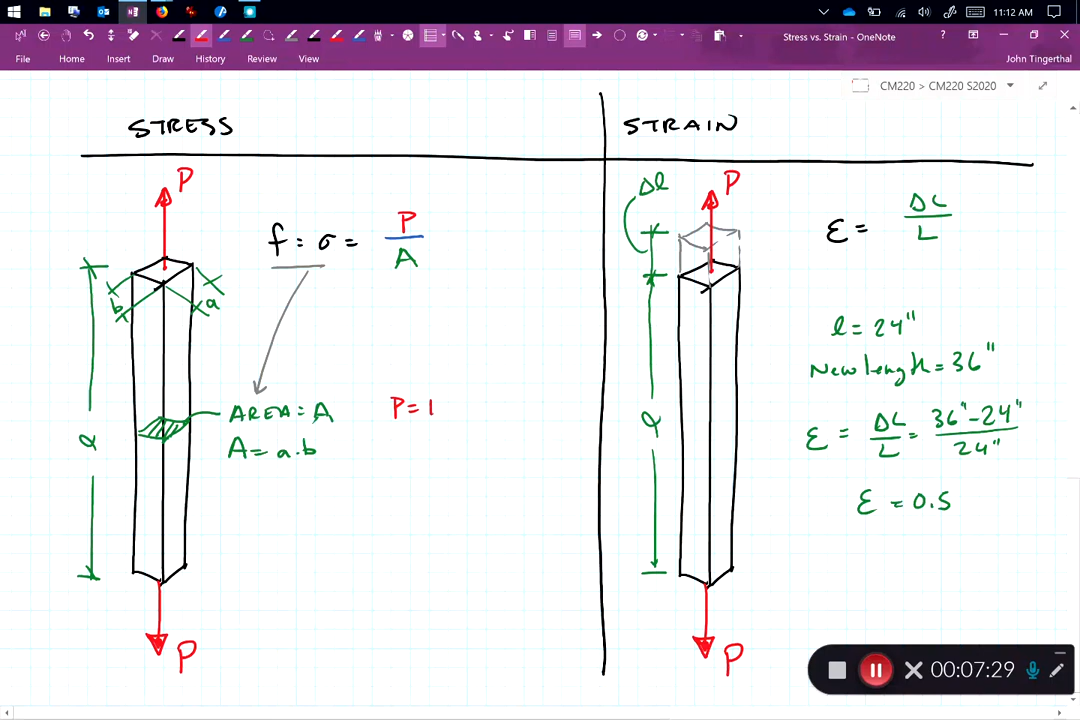 11:12 AM
Stress vs. Strain - OneNote
?
File Home Insert Draw History Review View
John Tingerthal
CM220 > CM220 S2020
STRESS
P
f = σ = P/A
b
a
l
AREA = A
A = a·b
P = 1
P
STRAIN
Δl
P
ε = ΔL/L
l = 24"
New length = 36"
l
ε = ΔL/L = 36"-24"/24"
ε = 0.5
P
00:07:29